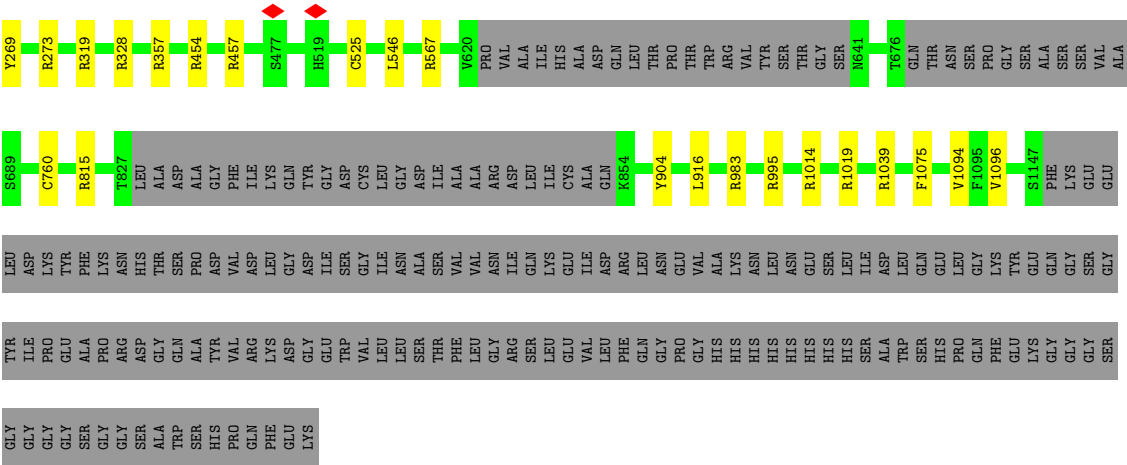 Y269 R273 R319 R328 R357 R454 R457 S477 H519 C525 L546 R567 V620 PRO VAL ALA ILE HIS ALA ASP GLN LEU THR PRO THR TRP ARG VAL TYR SER THR GLY SER N641 T676 GLN THR ASN SER PRO GLY SER ALA SER SER VAL ALA
S689 C760 R815 T827 LEU ALA ASP ALA GLY PHE ILE LYS GLN TYR GLY ASP CYS LEU GLY ASP ILE ALA ALA ARG ASP LEU ILE CYS ALA GLN K854 Y904 L916 R983 R995 R1014 R1019 R1039 F1075 V1094 F1095 V1096 S1147 PHE LYS GLU GLU
LEU ASP LYS TYR PHE LYS ASN HIS THR SER PRO ASP VAL ASP LEU GLY ASP ILE SER GLY ILE ASN ALA SER VAL VAL ASN ILE GLN LYS GLU ILE ASP ARG LEU ASN GLU VAL ALA LYS ASN LEU ASN GLU SER LEU ILE ASP LEU GLN GLU LEU GLY LYS TYR GLU GLN GLY SER GLY
TYR ILE PRO GLU ALA PRO ARG ASP GLY GLN ALA TYR VAL ARG LYS ASP GLY GLU TRP VAL LEU LEU SER THR PHE LEU GLY ARG SER LEU GLU VAL LEU PHE GLN GLY PRO GLY HIS HIS HIS HIS HIS HIS HIS HIS SER ALA TRP SER HIS PRO GLN PHE GLU LYS GLY GLY GLY SER
GLY GLY GLY GLY SER GLY GLY SER ALA TRP SER HIS PRO GLN PHE GLU LYS